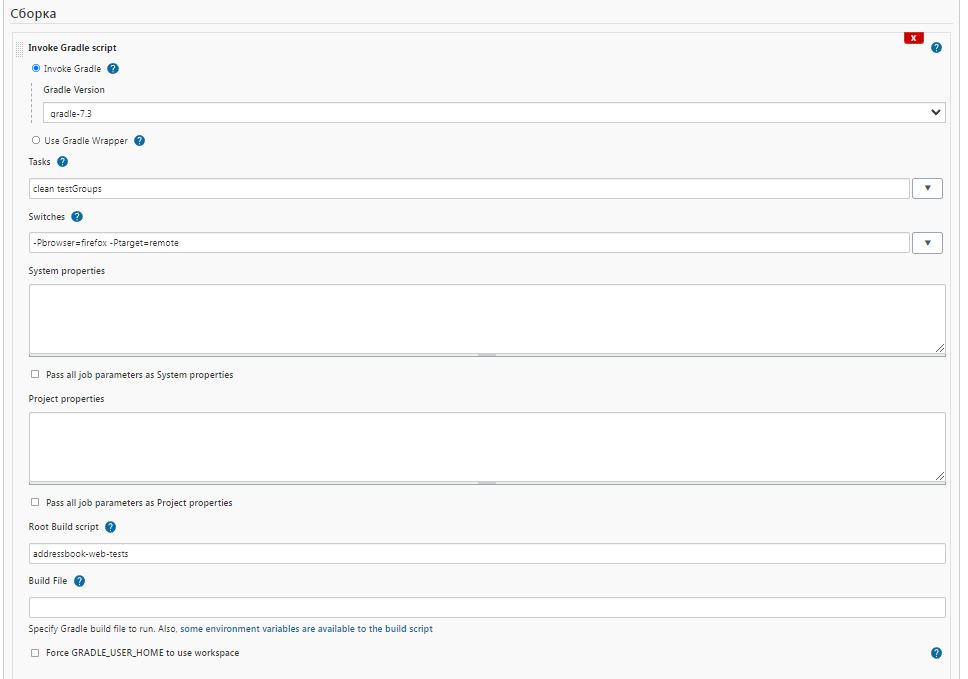 Сборка
Invoke Gradle script
X
?
Invoke Gradle ?
Gradle Version
gradle-7.3
Use Gradle Wrapper ?
Tasks ?
clean testGroups
Switches ?
-Pbrowser=firefox -Ptarget=remote
System properties
Pass all job parameters as System properties
Project properties
Pass all job parameters as Project properties
Root Build script ?
addressbook-web-tests
Build File ?
Specify Gradle build file to run. Also, some environment variables are available to the build script
Force GRADLE_USER_HOME to use workspace ?